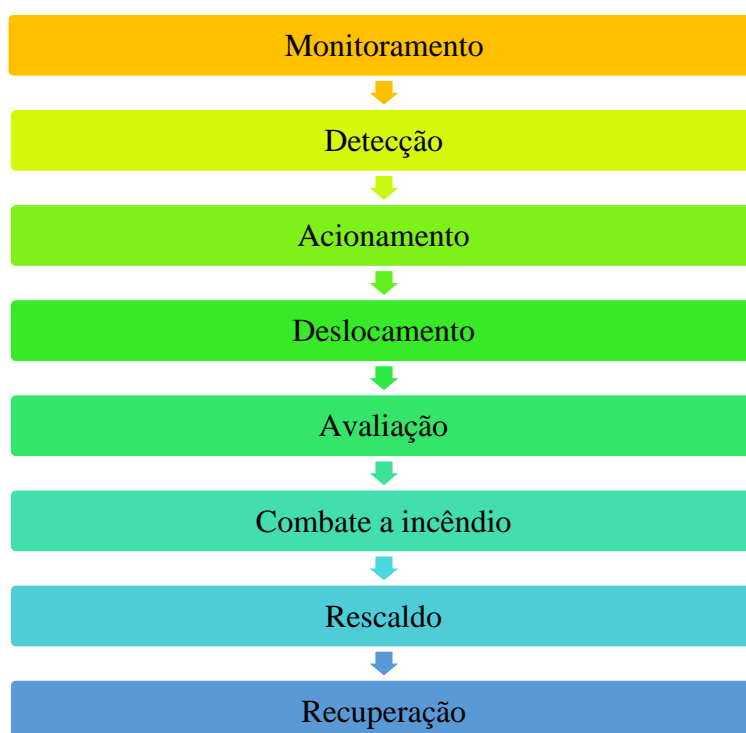 Monitoramento
Detecção
Acionamento
Deslocamento
Avaliação
Combate a incêndio
Rescaldo
Recuperação